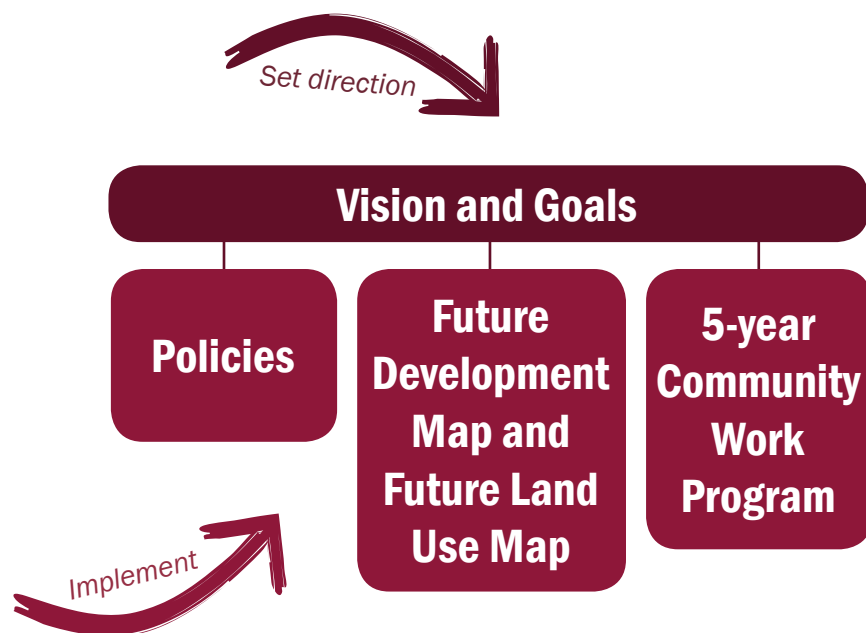 Set direction
Vision and Goals
Policies
Future
Development
Map and
Future Land
Use Map
5-year
Community
Work
Program
Implement